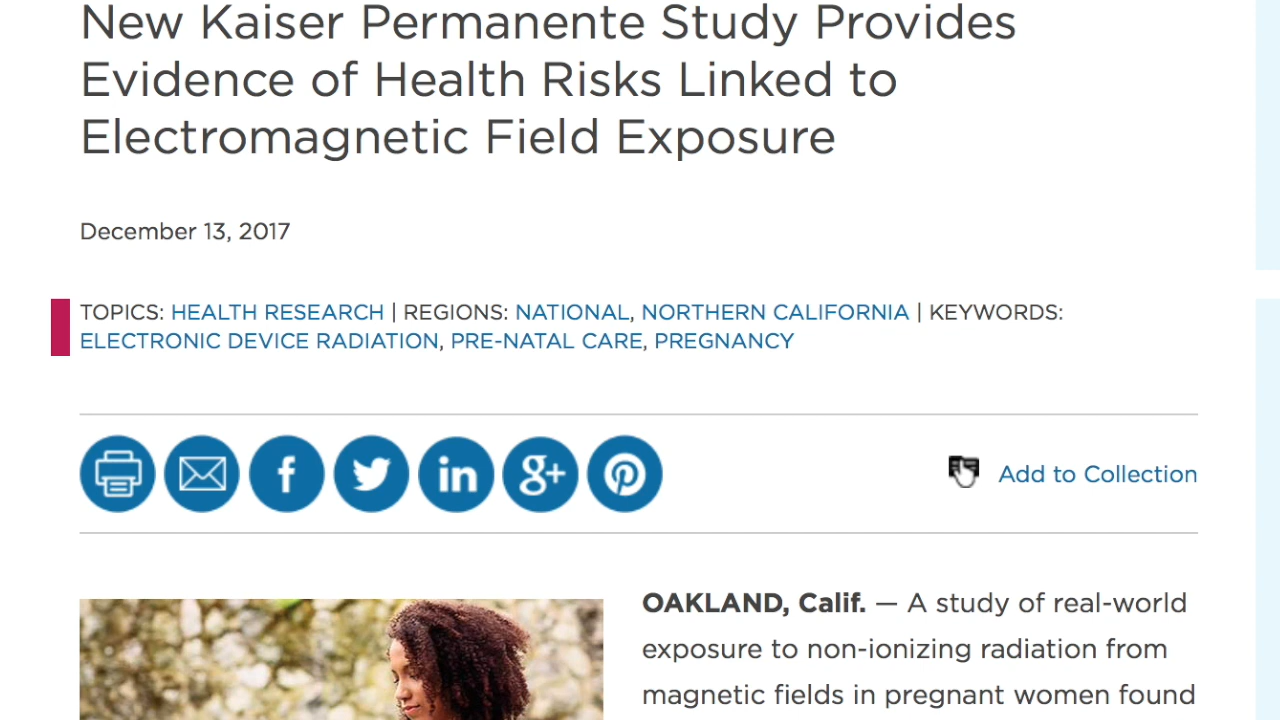 New Kaiser Permanente Study Provides
Evidence of Health Risks Linked to
Electromagnetic Field Exposure
December 13, 2017
TOPICS: HEALTH RESEARCH | REGIONS: NATIONAL, NORTHERN CALIFORNIA | KEYWORDS:
ELECTRONIC DEVICE RADIATION, PRE-NATAL CARE, PREGNANCY
f in g+
Add to Collection
OAKLAND, Calif. — A study of real-world
exposure to non-ionizing radiation from
magnetic fields in pregnant women found